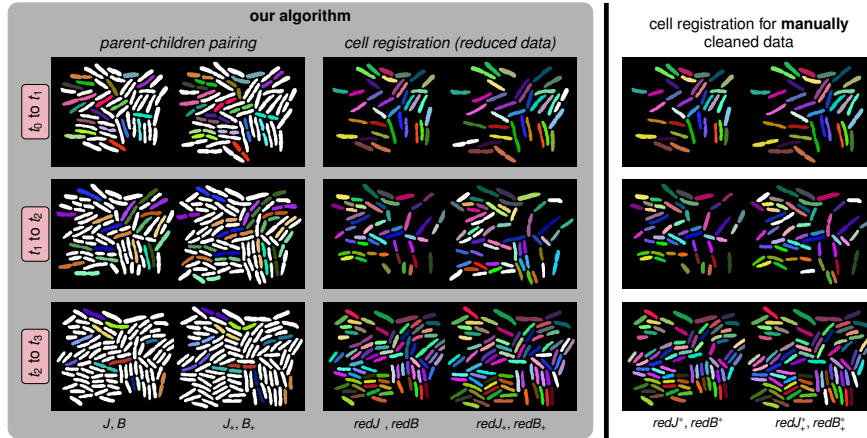 our algorithm
parent-children pairing
cell registration (reduced data)
cell registration for manually
cleaned data
t0 to t1
t1 to t2
t2 to t3
J, B
J+, B+
redJ , redB
redJ+, redB+
redJ*, redB*
redJ*+, redB*+